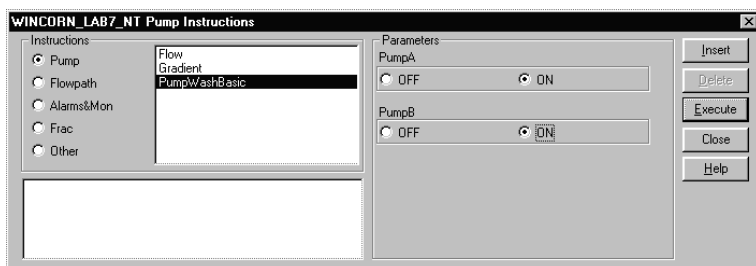 WINCORN_LAB7_NT Pump Instructions
Instructions
Pump
Flowpath
Alarms&Mon
Frac
Other
Flow
Gradient
PumpWashBasic
Parameters
PumpA
OFF ON
PumpB
OFF ON
Insert
Delete
Execute
Close
Help